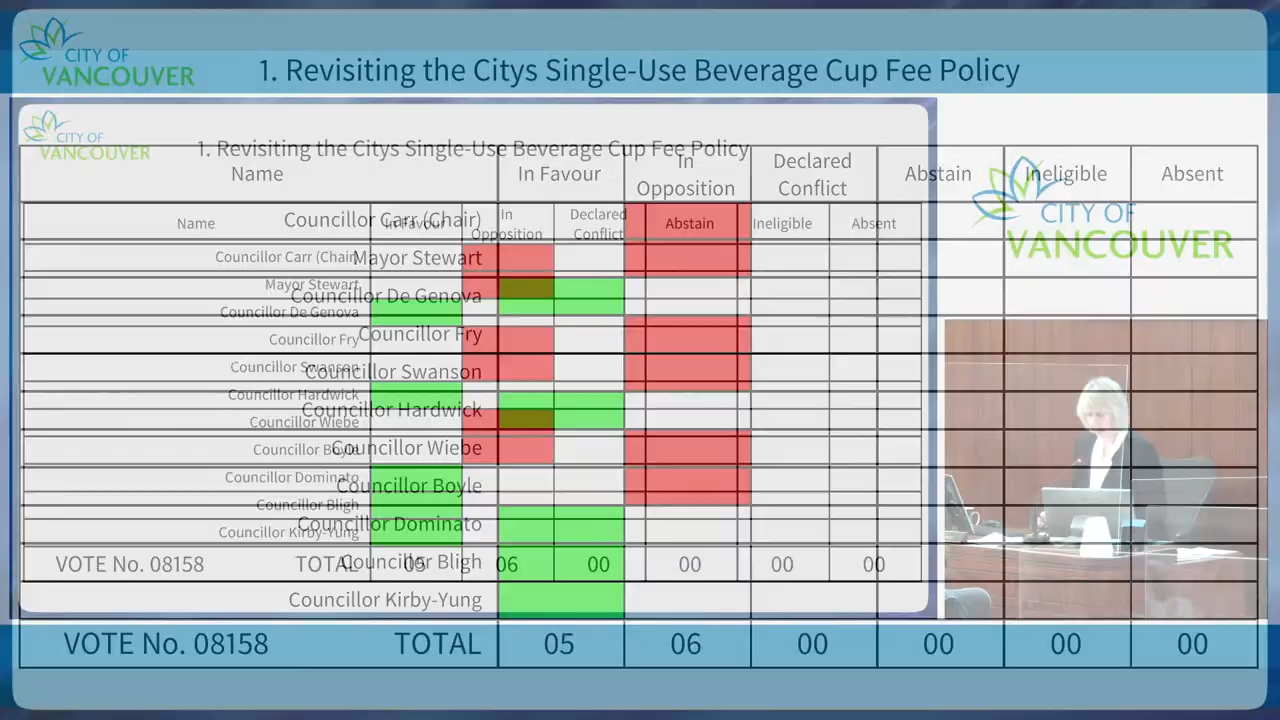 CITY OF
VANCOUVER
1. Revisiting the Citys Single-Use Beverage Cup Fee Policy
Name In Favour In Opposition Declared Conflict Abstain Ineligible Absent
Councillor Carr (Chair)
Mayor Stewart
Councillor De Genova
Councillor Fry
Councillor Swanson
Councillor Hardwick
Councillor Wiebe
Councillor Boyle
Councillor Dominato
Councillor Bligh
Councillor Kirby-Yung
VOTE No. 08158 TOTAL 05 06 00 00 00 00
CITY OF
VANCOUVER
1. Revisiting the Citys Single-Use Beverage Cup Fee Policy
Name In Favour In Opposition Declared Conflict Abstain Ineligible Absent
Councillor Carr (Chair)
Mayor Stewart
Councillor De Genova
Councillor Fry
Councillor Swanson
Councillor Hardwick
Councillor Wiebe
Councillor Boyle
Councillor Dominato
Councillor Bligh
Councillor Kirby-Yung
VOTE No. 08158 TOTAL 05 06 00 00 00 00
CITY OF
VANCOUVER